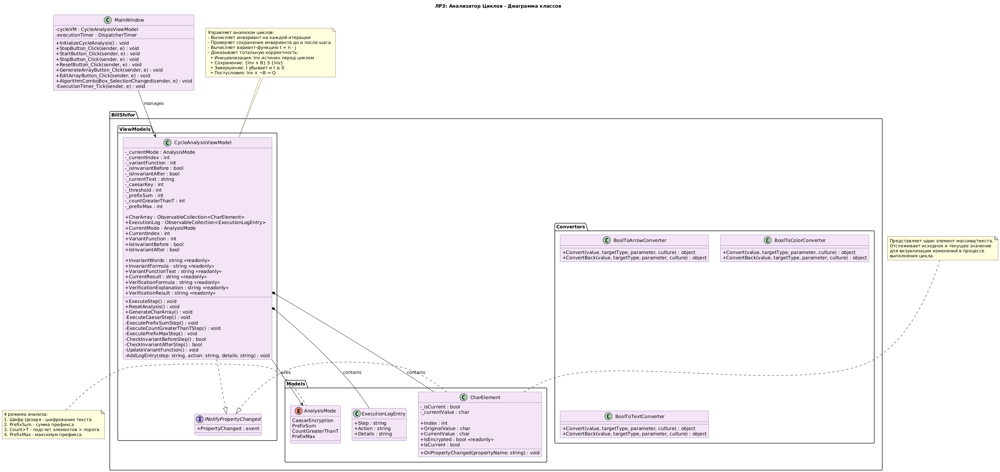 ЛР3: Анализатор Циклов - Диаграмма классов
C MainWindow
-cycleVM : CycleAnalysisViewModel
-executionTimer : DispatcherTimer
+InitializeCycleAnalysis() : void
+StepButton_Click(sender, e) : void
+StartButton_Click(sender, e) : void
+StopButton_Click(sender, e) : void
+ResetButton_Click(sender, e) : void
+GenerateArrayButton_Click(sender, e) : void
+EditArrayButton_Click(sender, e) : void
+AlgorithmComboBox_SelectionChanged(sender, e) : void
-ExecutionTimer_Tick(sender, e) : void
Управляет анализом циклов:
- Вычисляет инвариант на каждой итерации
- Проверяет сохранение инварианта до и после шага
- Вычисляет вариант-функцию t = n - j
- Доказывает тотальную корректность:
• Инициализация: Inv истинен перед циклом
• Сохранение: {Inv ∧ B} S {Inv}
• Завершение: t убывает и t ≥ 0
• Постусловие: Inv ∧ ¬B ⇒ Q
manages
BillShifor
ViewModels
C CycleAnalysisViewModel
-_currentMode : AnalysisMode
-_currentIndex : int
-_variantFunction : int
-_isInvariantBefore : bool
-_isInvariantAfter : bool
-_currentText : string
-_caesarKey : int
-_threshold : int
-_prefixSum : int
-_countGreaterThanT : int
-_prefixMax : int
+CharArray : ObservableCollection<CharElement>
+ExecutionLog : ObservableCollection<ExecutionLogEntry>
+CurrentMode : AnalysisMode
+CurrentIndex : int
+VariantFunction : int
+IsInvariantBefore : bool
+IsInvariantAfter : bool
+InvariantWords : string «readonly»
+InvariantFormula : string «readonly»
+VariantFunctionText : string «readonly»
+CurrentResult : string «readonly»
+VerificationFormula : string «readonly»
+VerificationExplanation : string «readonly»
+VerificationResult : string «readonly»
+ExecuteStep() : void
+ResetAnalysis() : void
+GenerateCharArray() : void
-ExecuteCaesarStep() : void
-ExecutePrefixSumStep() : void
-ExecuteCountGreaterThanTStep() : void
-ExecutePrefixMaxStep() : void
-CheckInvariantBeforeStep() : bool
-CheckInvariantAfterStep() : bool
-UpdateVariantFunction() : void
-AddLogEntry(step: string, action: string, details: string) : void
Converters
C BoolToArrowConverter
+Convert(value, targetType, parameter, culture) : object
+ConvertBack(value, targetType, parameter, culture) : object
C BoolToColorConverter
+Convert(value, targetType, parameter, culture) : object
+ConvertBack(value, targetType, parameter, culture) : object
Представляет один элемент массива/текста.
Отслеживает исходное и текущее значение
для визуализации изменений в процессе
выполнения цикла.
uses
contains
contains
4 режима анализа:
1. Шифр Цезаря - шифрование текста
2. PrefixSum - сумма префикса
3. Count>T - подсчет элементов > порога
4. PrefixMax - максимум префикса
I INotifyPropertyChanged
+PropertyChanged : event
Models
E AnalysisMode
CaesarEncryption
PrefixSum
CountGreaterThanT
PrefixMax
C ExecutionLogEntry
+Step : string
+Action : string
+Details : string
C CharElement
-_isCurrent : bool
-_currentValue : char
+Index : int
+OriginalValue : char
+CurrentValue : char
+IsEncrypted : bool «readonly»
+IsCurrent : bool
+OnPropertyChanged(propertyName: string) : void
C BoolToTextConverter
+Convert(value, targetType, parameter, culture) : object
+ConvertBack(value, targetType, parameter, culture) : object